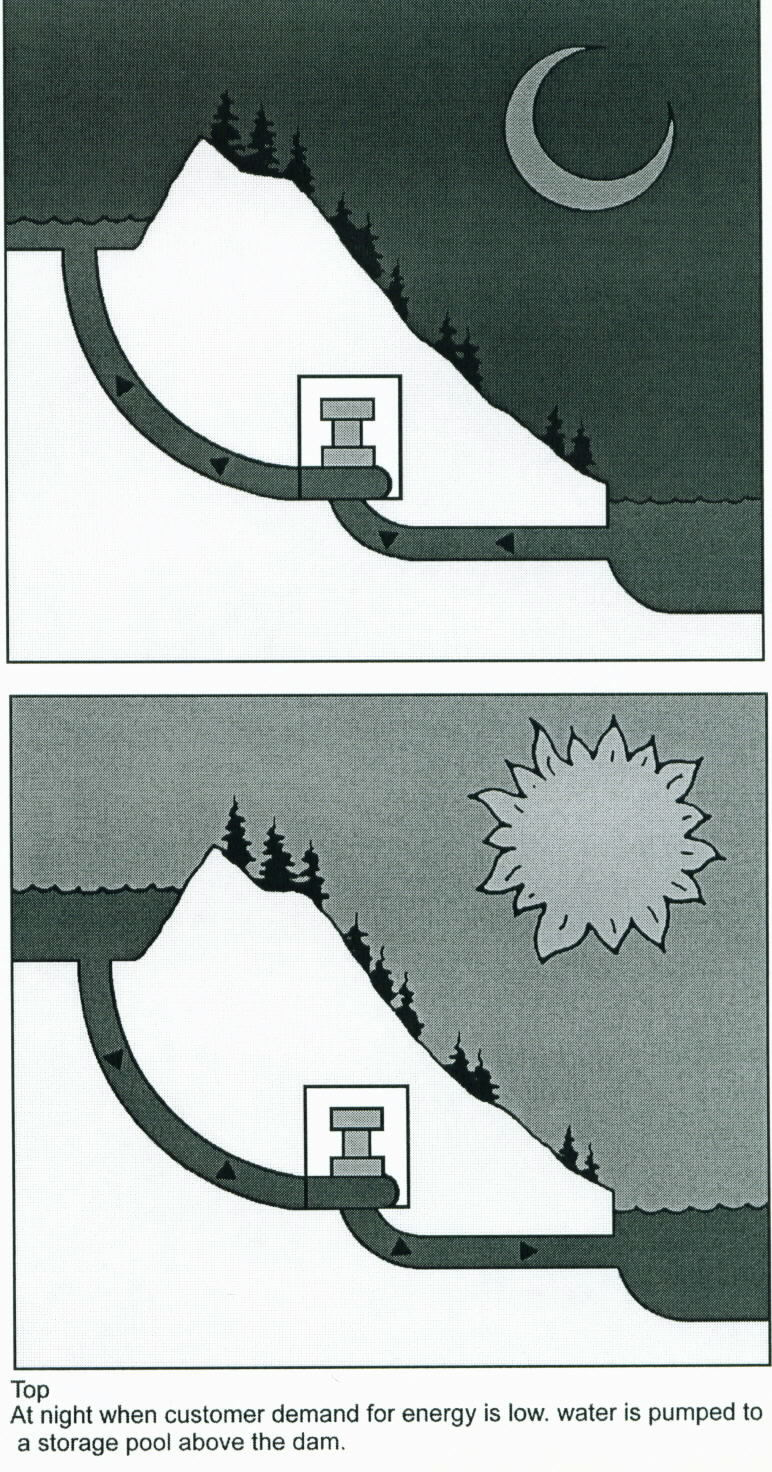 Top
At night when customer demand for energy is low. water is pumped to
a storage pool above the dam.